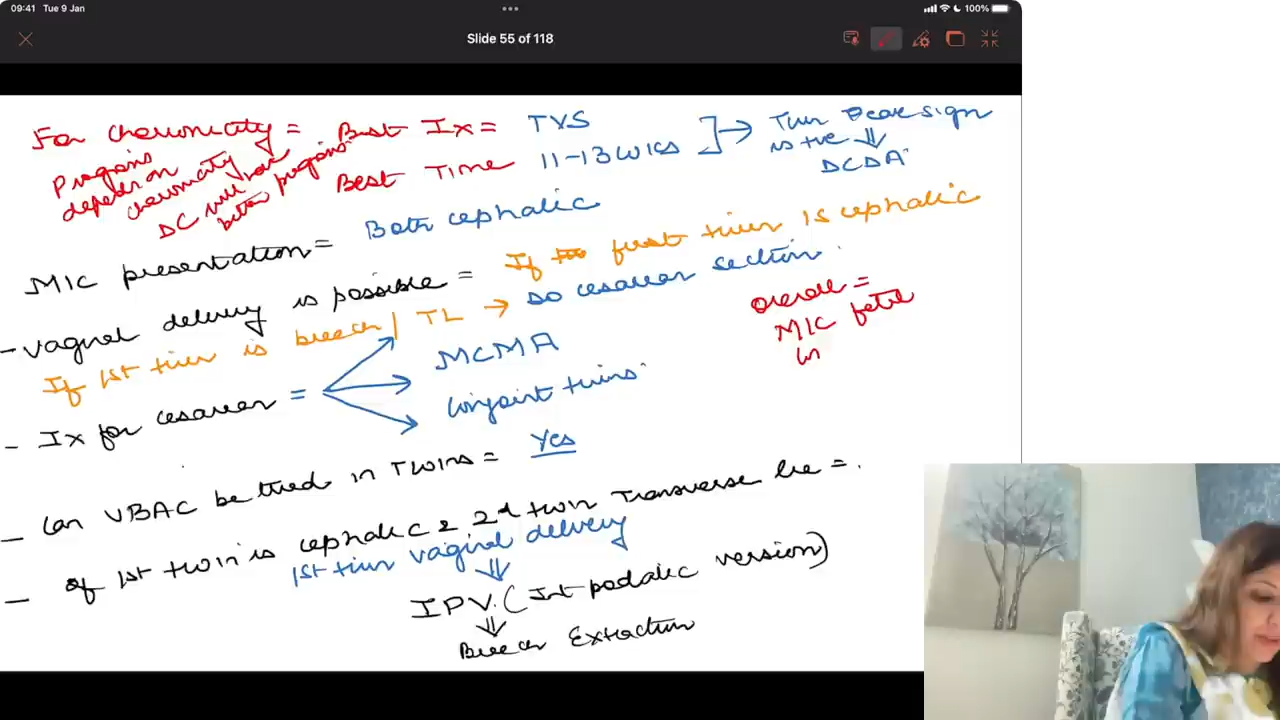 09:41 Tue 9 Jan
100%
Slide 55 of 118
For Chorionicity = Best Ix = TVS
Best Time 11-13 wks
Twin Peak sign
is +ve
DCDA
Prognosis
depend on
chorionicity
DC will have
better prognosis
M/C presentation = Both cephalic
- Vaginal delivery is possible = If first twin is cephalic
If 1st twin is breech / TL → so cesarean section
- Ix for cesarean =
MCMA
Conjoint twins
Overall =
M/C fetal
- Can VBAC be tried in Twins = Yes
- If 1st twin is cephalic & 2nd twin Transverse lie =
1st twin vaginal delivery
IPV (Int podalic version)
Breech Extraction